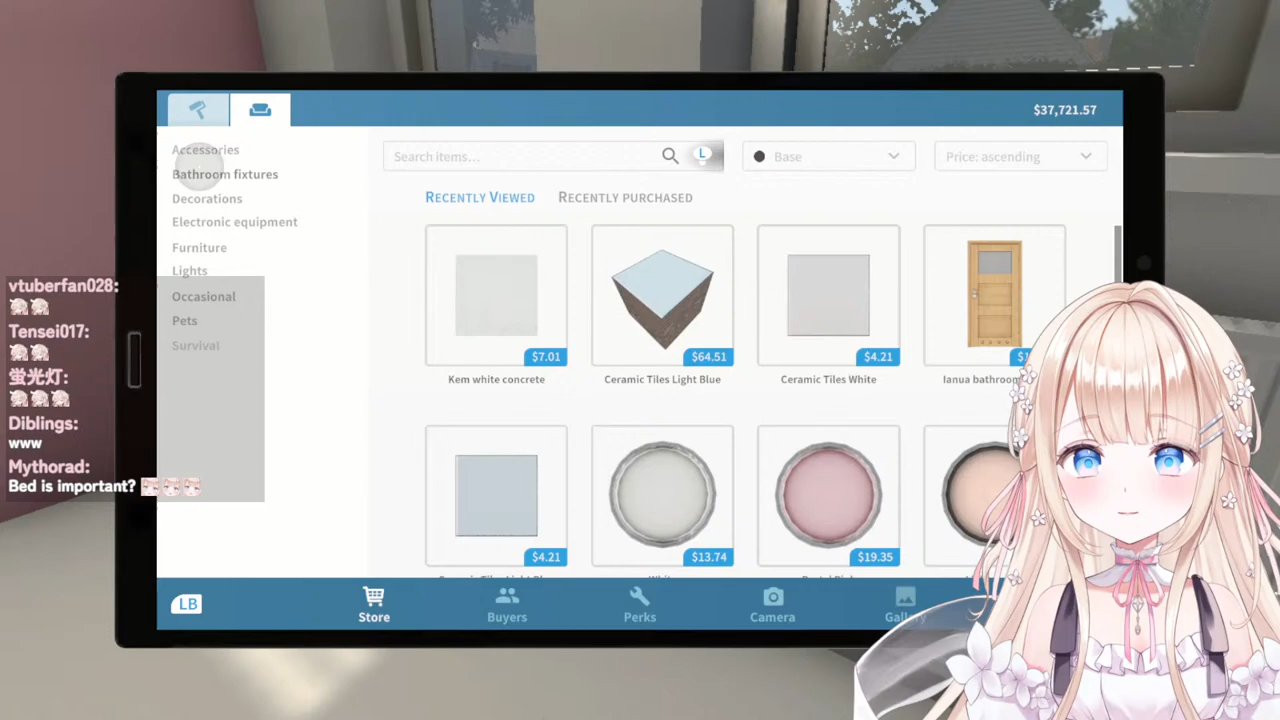 $37,721.57
Accessories
Bathroom fixtures
Decorations
Electronic equipment
Furniture
Lights
Occasional
Pets
Survival
Search items...
L
Base
Price: ascending
Recently Viewed
Recently purchased
$7.01
Kem white concrete
$64.51
Ceramic Tiles Light Blue
$4.21
Ceramic Tiles White
Ianua bathroom
$4.21
$13.74
$19.35
vtuberfan028:
Tensei017:
蛍光灯:
Diblings:
www
Mythorad:
Bed is important?
LB
Store
Buyers
Perks
Camera
Gallery